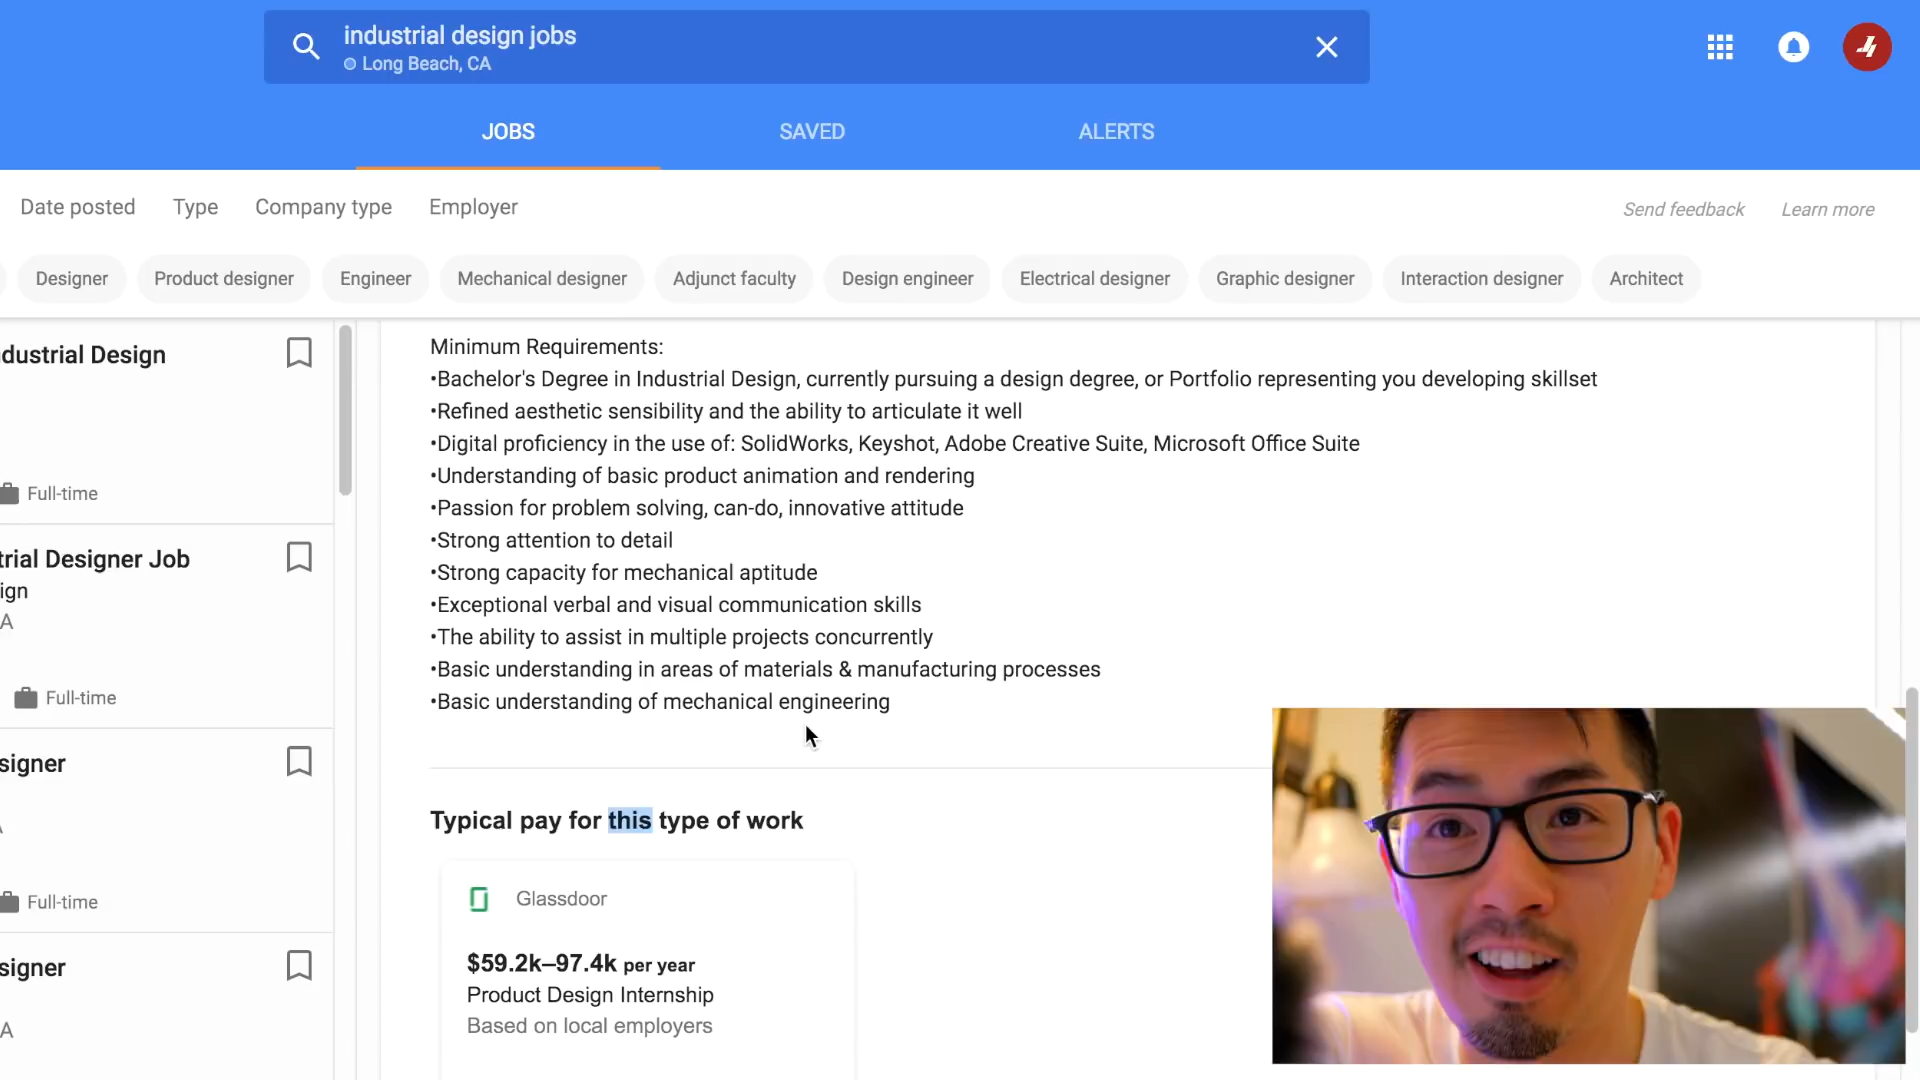 industrial design jobs
Long Beach, CA
JOBS SAVED ALERTS
Date posted Type Company type Employer Send feedback Learn more
Designer Product designer Engineer Mechanical designer Adjunct faculty Design engineer Electrical designer Graphic designer Interaction designer Architect
dustrial Design
Full-time
trial Designer Job
ign
A
Full-time
signer
Full-time
signer
A
Minimum Requirements:
•Bachelor's Degree in Industrial Design, currently pursuing a design degree, or Portfolio representing you developing skillset
•Refined aesthetic sensibility and the ability to articulate it well
•Digital proficiency in the use of: SolidWorks, Keyshot, Adobe Creative Suite, Microsoft Office Suite
•Understanding of basic product animation and rendering
•Passion for problem solving, can-do, innovative attitude
•Strong attention to detail
•Strong capacity for mechanical aptitude
•Exceptional verbal and visual communication skills
•The ability to assist in multiple projects concurrently
•Basic understanding in areas of materials & manufacturing processes
•Basic understanding of mechanical engineering
Typical pay for this type of work
Glassdoor
$59.2k–97.4k per year
Product Design Internship
Based on local employers